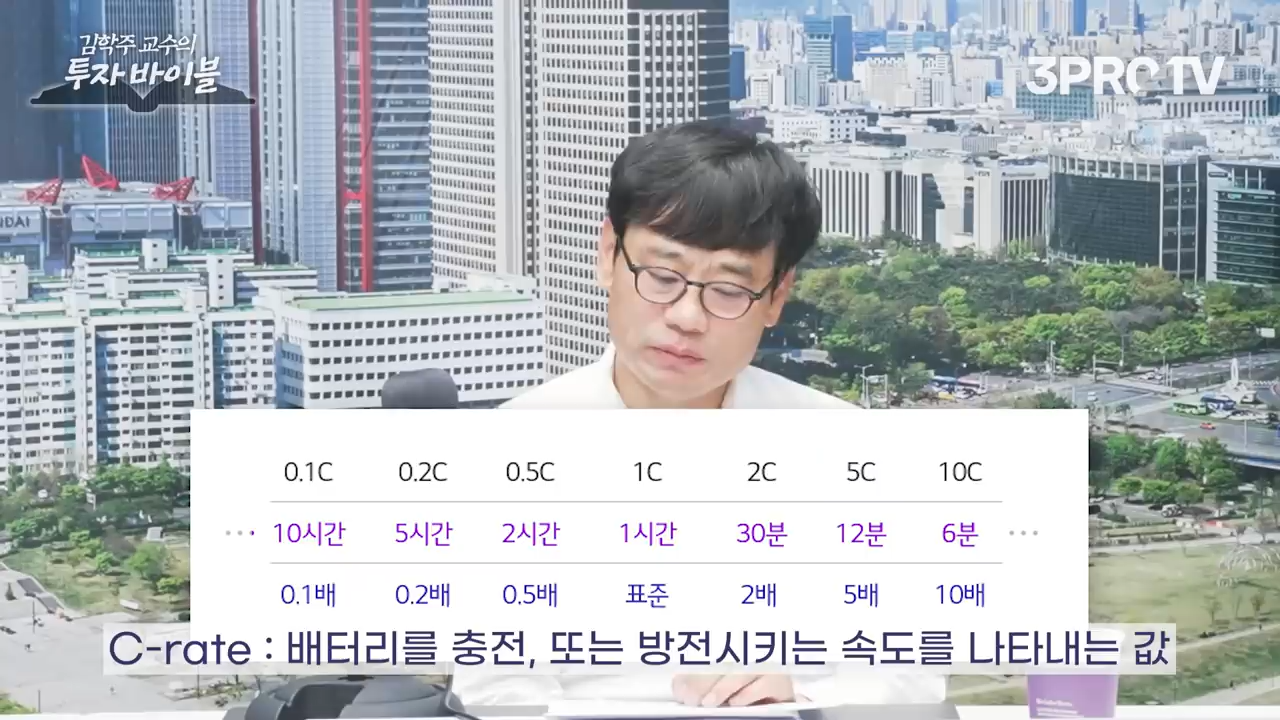 김학주 교수의
투자 바이블
3PROTV
NDAI
0.1C 0.2C 0.5C 1C 2C 5C 10C
··· 10시간 5시간 2시간 1시간 30분 12분 6분 ···
0.1배 0.2배 0.5배 표준 2배 5배 10배
C-rate : 배터리를 충전, 또는 방전시키는 속도를 나타내는 값